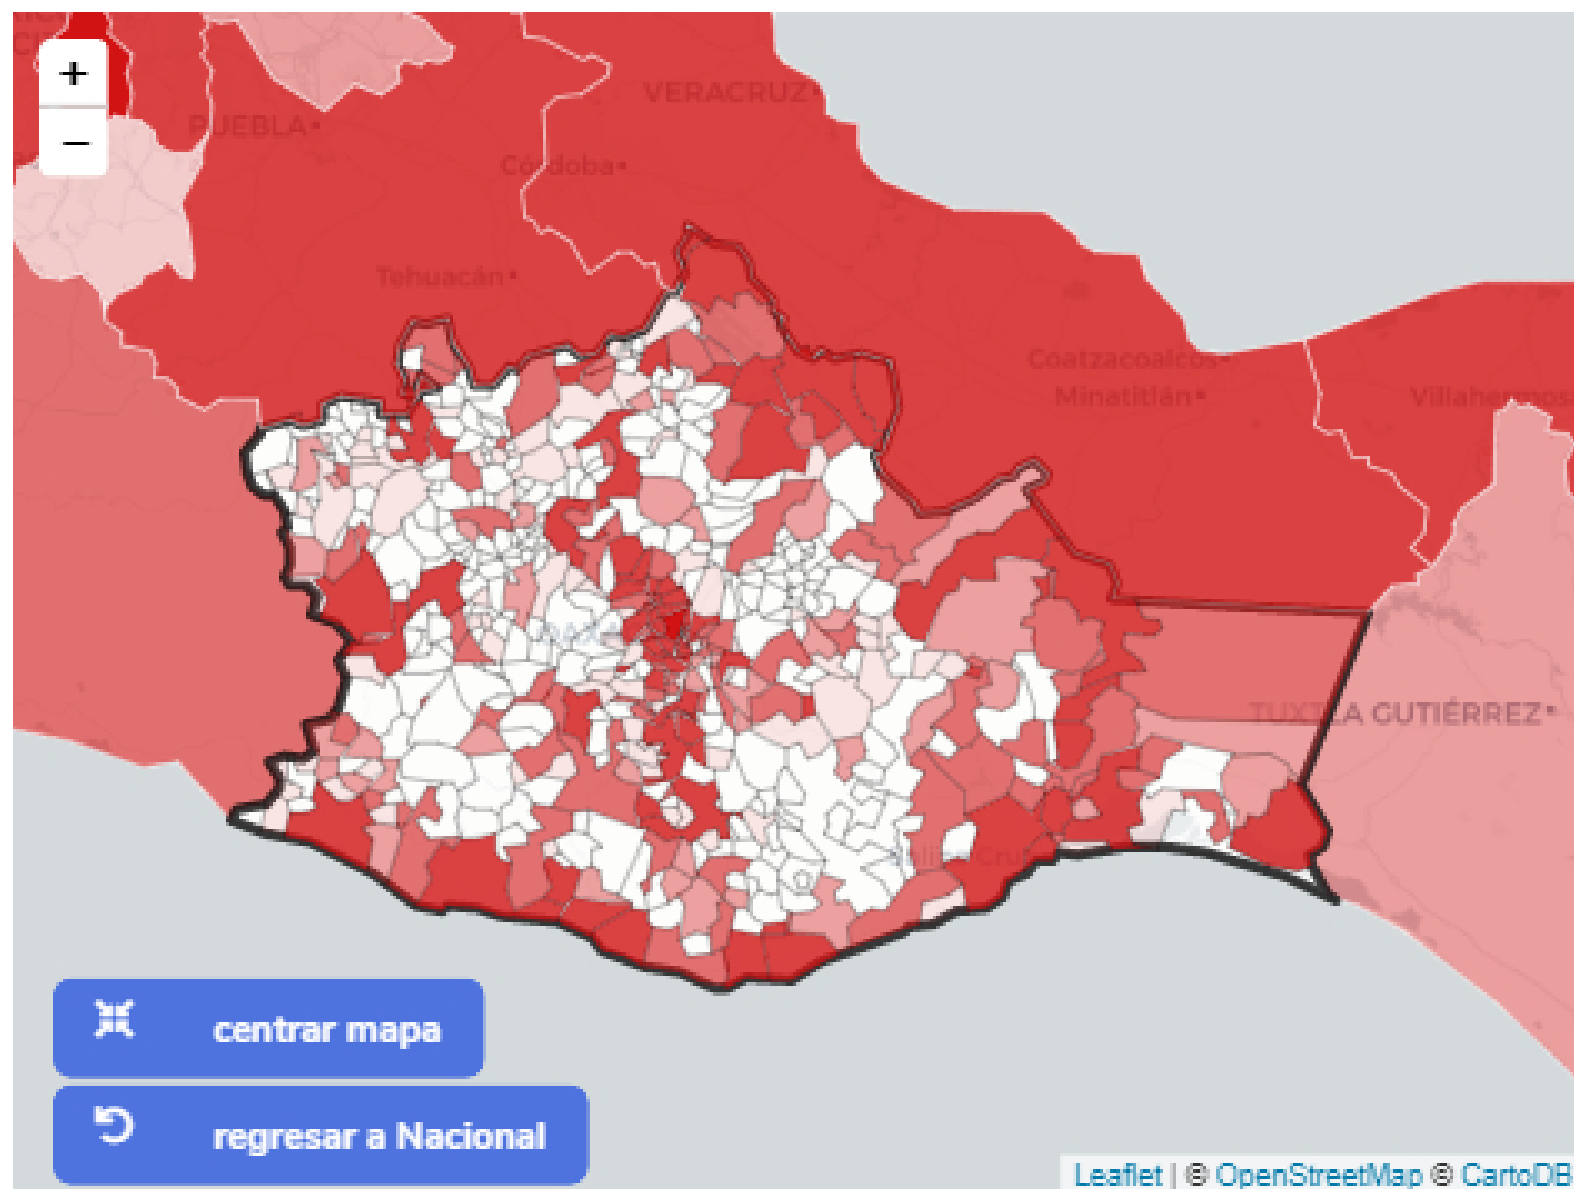 +
VERACRUZ
PUEBLA
Córdoba
Tehuacán
Coatzacoalcos
Minatitlán
TUXTLA GUTIÉRREZ
−
centrar mapa
regresar a Nacional
Leaflet | © OpenStreetMap © CartoDB